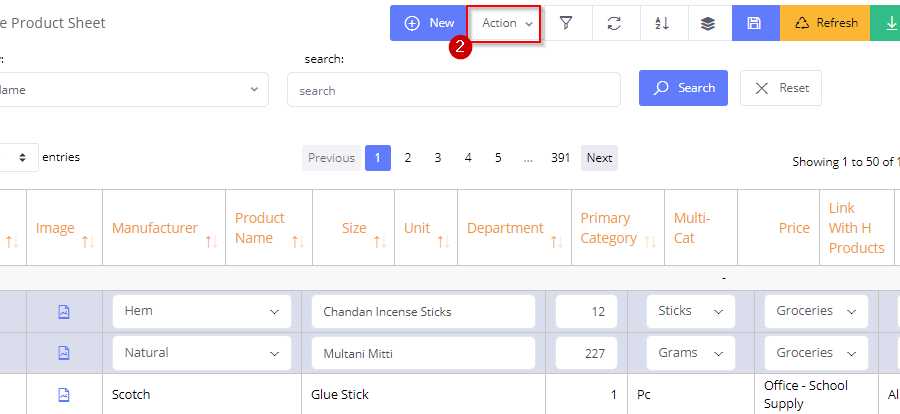 e Product Sheet
New
Action
Refresh
2
search:
ame
search
Search
Reset
entries
Previous 1 2 3 4 5 ... 391 Next
Showing 1 to 50 of 1
Image Manufacturer Product Name Size Unit Department Primary Category Multi-Cat Price Link With H Products
-
Hem Chandan Incense Sticks 12 Sticks Groceries
Natural Multani Mitti 227 Grams Groceries
Scotch Glue Stick 1 Pc Office - School Supply Al